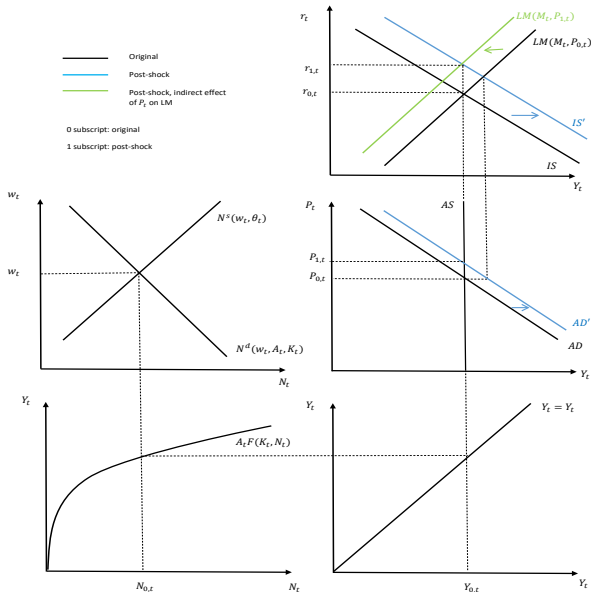 Original
Post-shock
Post-shock, indirect effect
of P_t on LM
0 subscript: original
1 subscript: post-shock
r_t
LM(M_t, P_{1,t})
LM(M_t, P_{0,t})
r_{1,t}
r_{0,t}
IS'
IS
Y_t
w_t
N^s(w_t, θ_t)
w_t
N^d(w_t, A_t, K_t)
N_t
P_t
AS
P_{1,t}
P_{0,t}
AD'
AD
Y_t
Y_t
A_tF(K_t, N_t)
N_{0,t}
N_t
Y_t
Y_t = Y_t
Y_{0,t}
Y_t